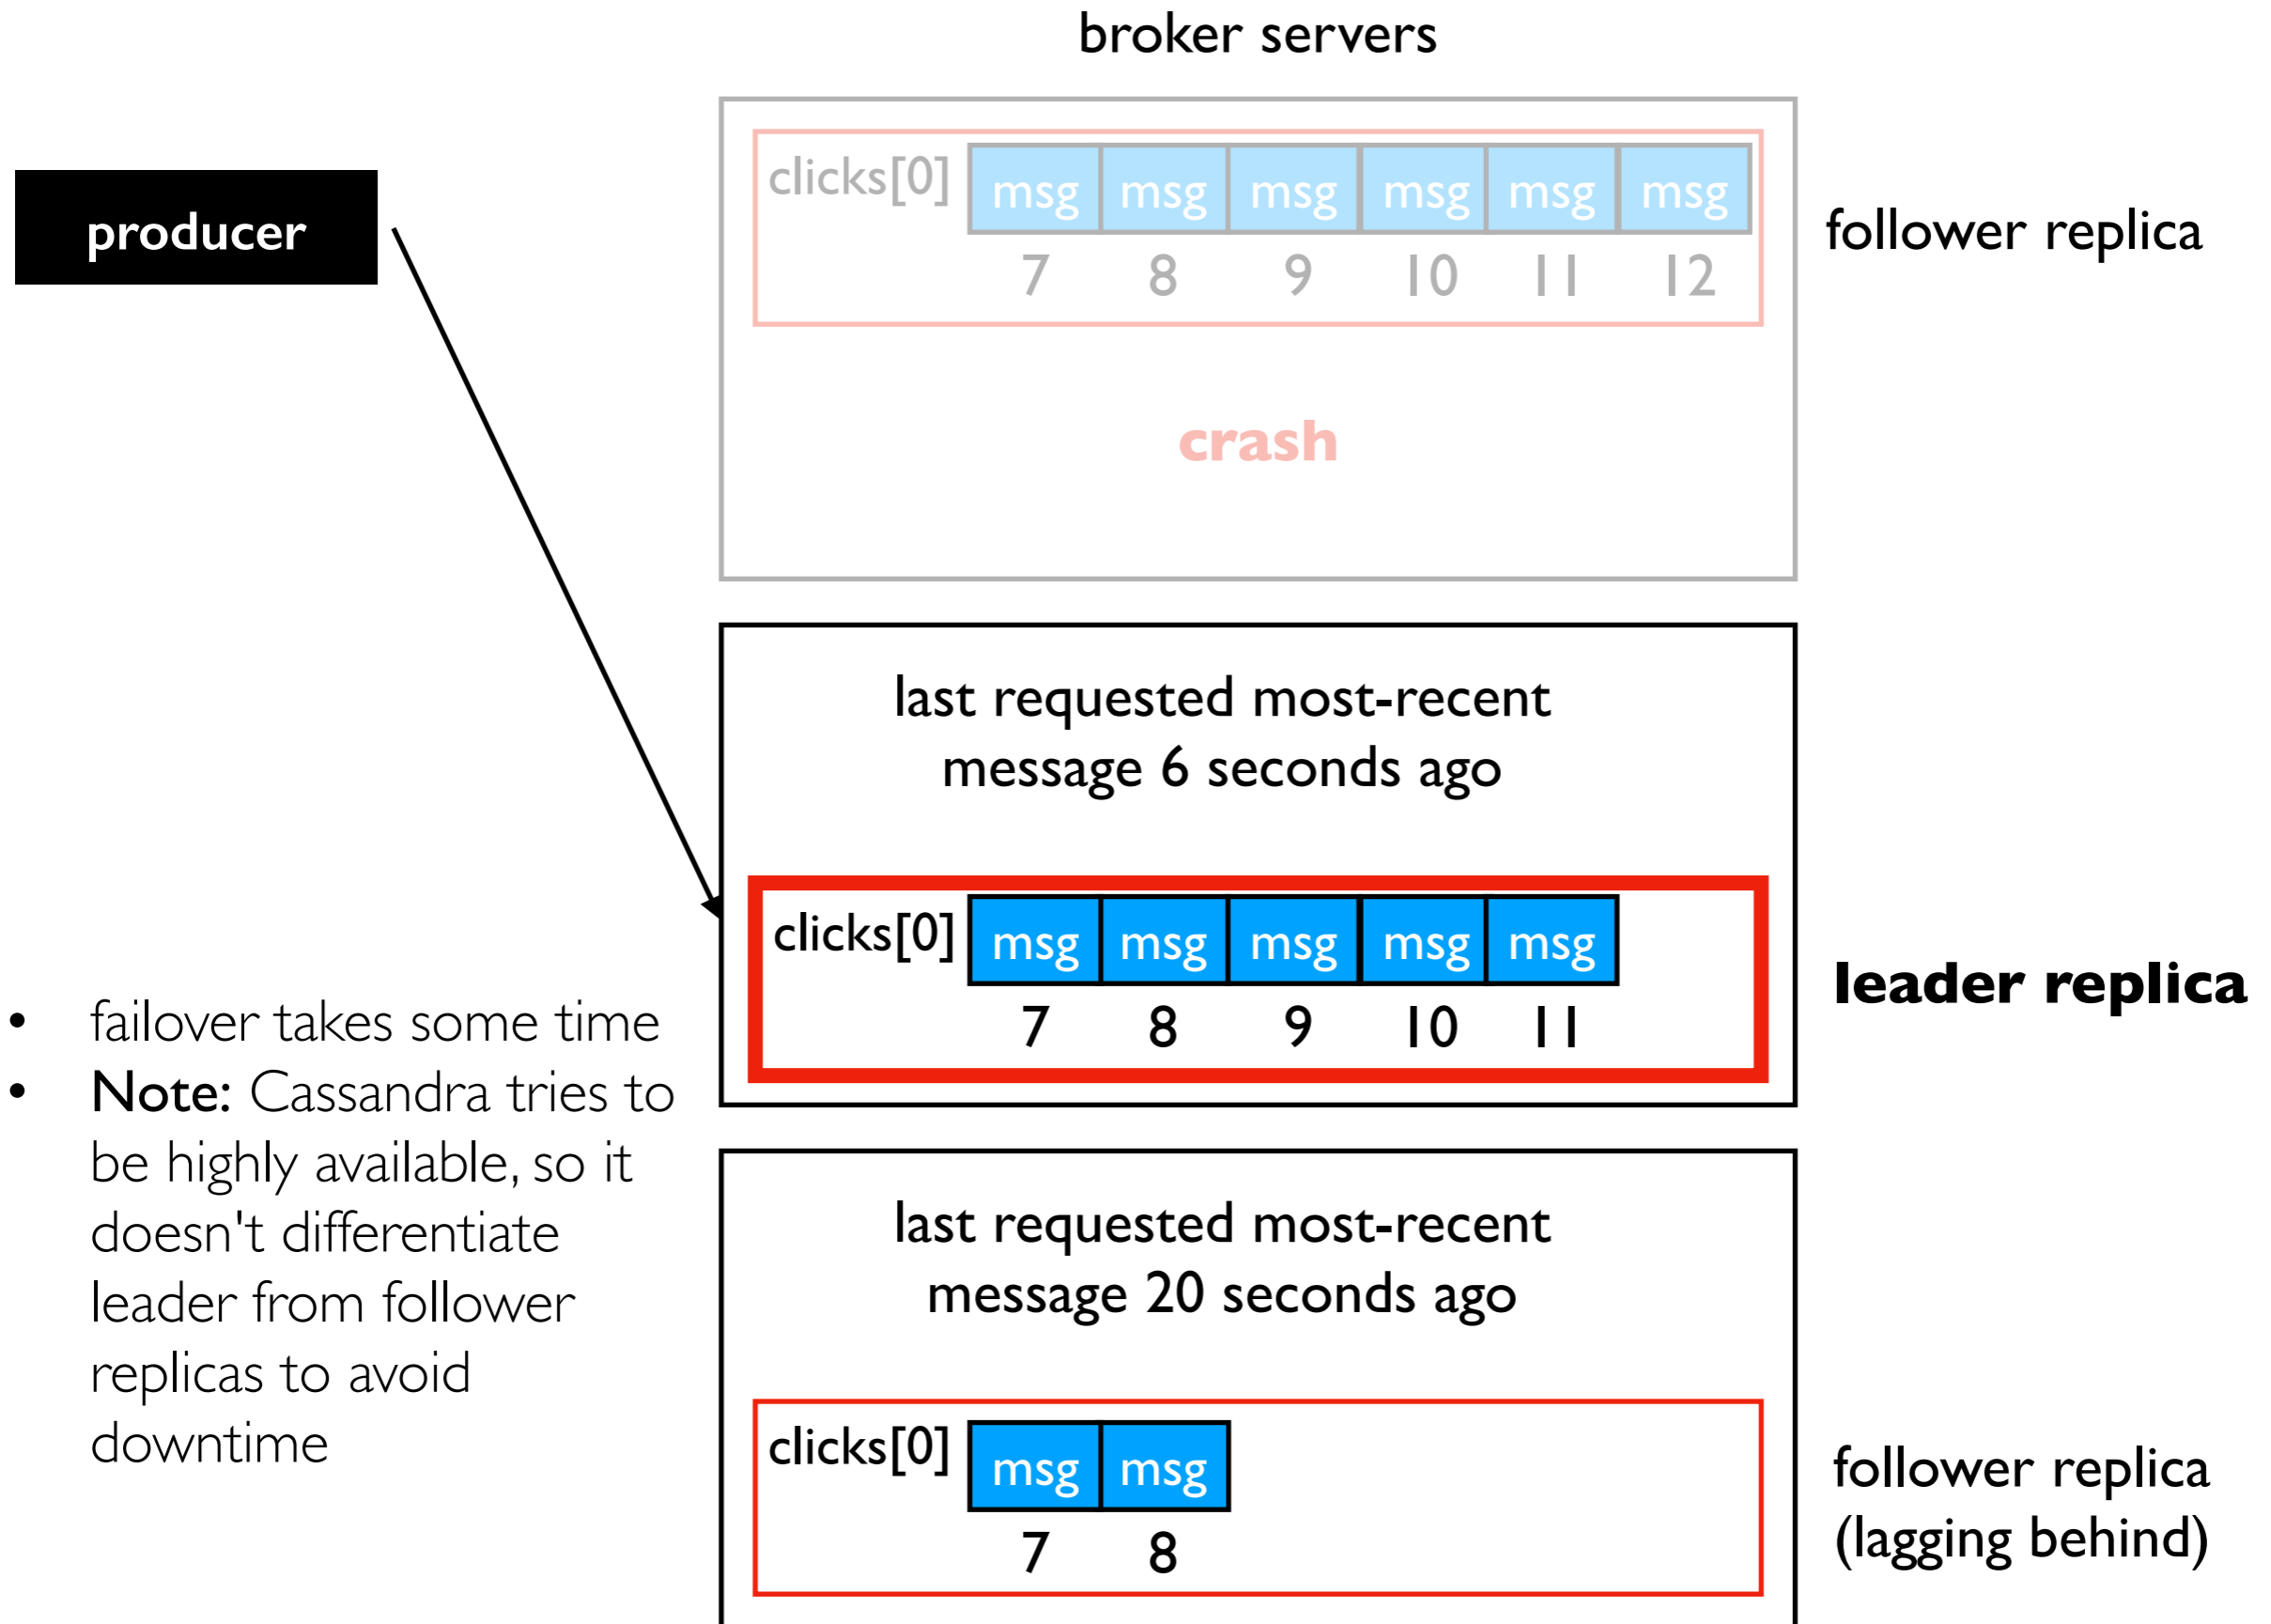 broker servers
producer
clicks[0]
msg msg msg msg msg msg
7 8 9 10 11 12
follower replica
crash
last requested most-recent
message 6 seconds ago
clicks[0]
msg msg msg msg msg
7 8 9 10 11
leader replica
• failover takes some time
• Note: Cassandra tries to
be highly available, so it
doesn't differentiate
leader from follower
replicas to avoid
downtime
last requested most-recent
message 20 seconds ago
clicks[0]
msg msg
7 8
follower replica
(lagging behind)